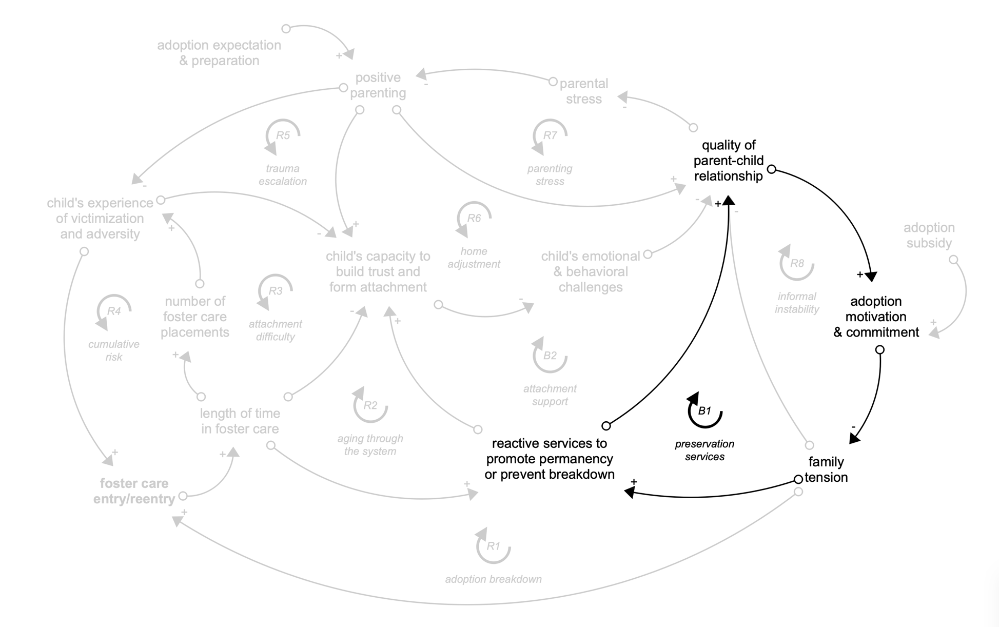 adoption expectation
& preparation
+
positive
parenting
-
parental
stress
-
R5
trauma
escalation
R7
parenting
stress
quality of
parent-child
relationship
+
-
child's experience
of victimization
and adversity
+
-
+
-
+
-
R6
home
adjustment
child's capacity to
build trust and
form attachment
child's emotional
& behavioral
challenges
adoption
subsidy
R8
informal
instability
+
+
adoption
motivation
& commitment
R4
cumulative
risk
number of
foster care
placements
R3
attachment
difficulty
-
+
-
+
B2
attachment
support
length of time
in foster care
R2
aging through
the system
B1
preservation
services
-
reactive services to
promote permanency
or prevent breakdown
family
tension
+
+
+
+
foster care
entry/reentry
+
R1
adoption breakdown